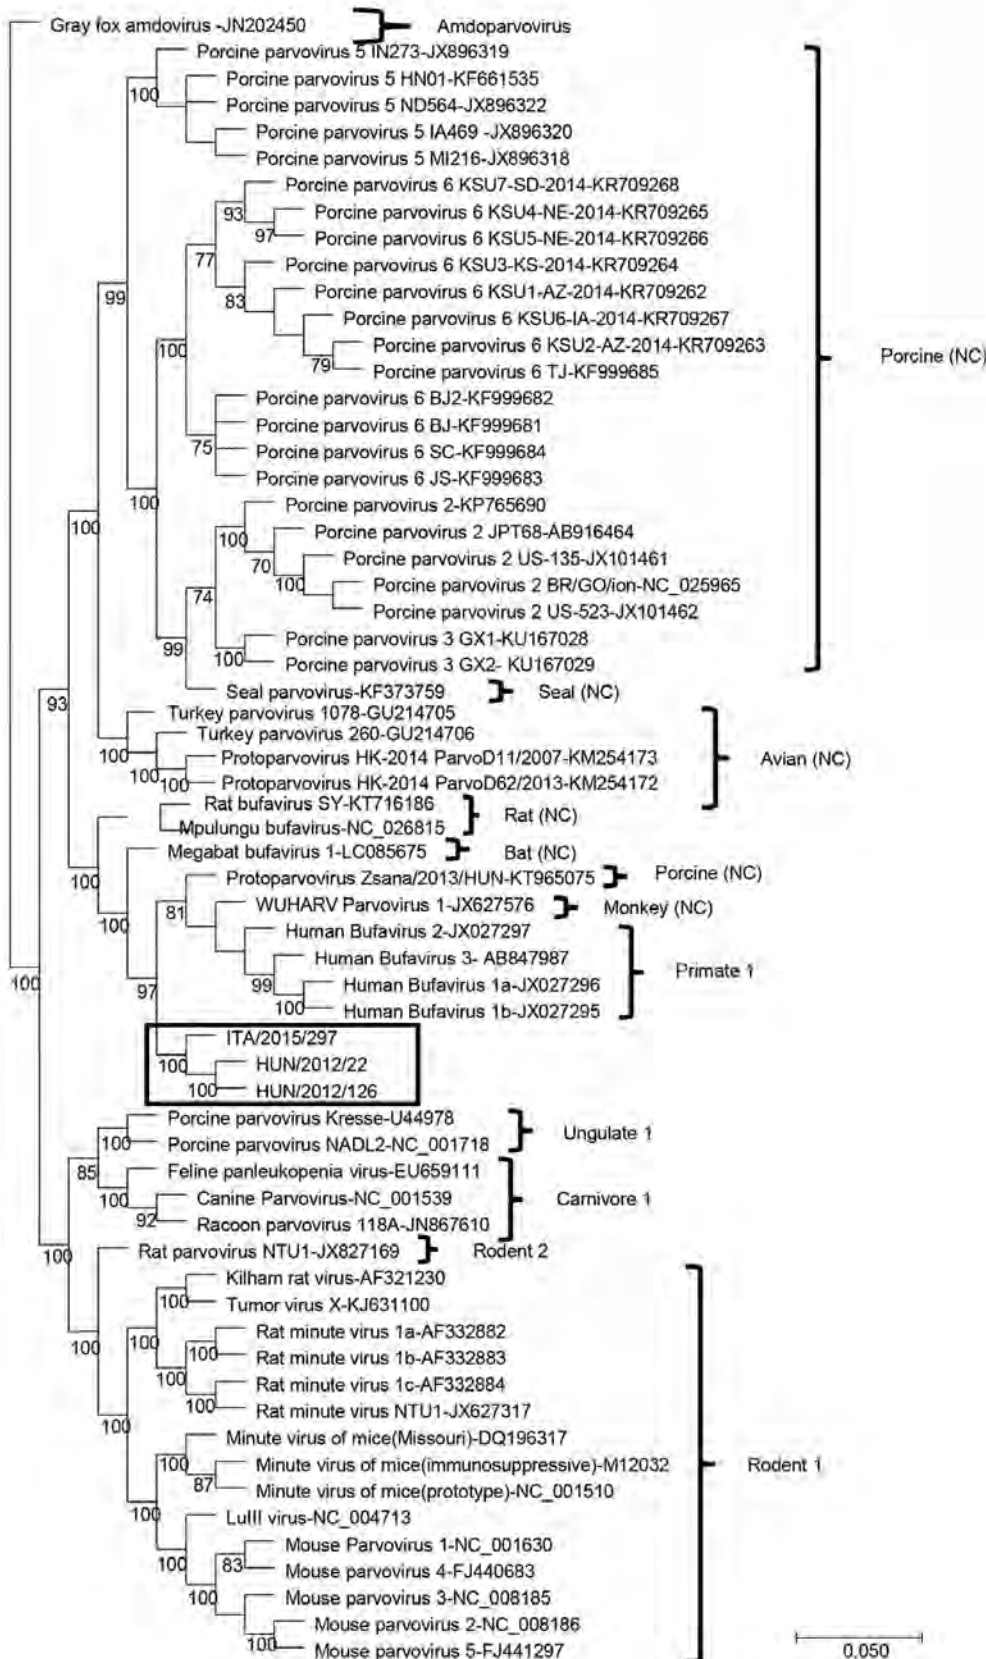 Gray fox amdovirus -JN202450
Amdoparvovirus
Porcine parvovirus 5 IN273-JX896319
100
Porcine parvovirus 5 HN01-KF661535
Porcine parvovirus 5 ND564-JX896322
Porcine parvovirus 5 IA469 -JX896320
Porcine parvovirus 5 MI216-JX896318
Porcine parvovirus 6 KSU7-SD-2014-KR709268
93
Porcine parvovirus 6 KSU4-NE-2014-KR709265
97
Porcine parvovirus 6 KSU5-NE-2014-KR709266
77
Porcine parvovirus 6 KSU3-KS-2014-KR709264
99
83
Porcine parvovirus 6 KSU1-AZ-2014-KR709262
Porcine parvovirus 6 KSU6-IA-2014-KR709267
100
Porcine parvovirus 6 KSU2-AZ-2014-KR709263
Porcine (NC)
79
Porcine parvovirus 6 TJ-KF999685
Porcine parvovirus 6 BJ2-KF999682
Porcine parvovirus 6 BJ-KF999681
75
Porcine parvovirus 6 SC-KF999684
Porcine parvovirus 6 JS-KF999683
100
Porcine parvovirus 2-KP765690
100
100
Porcine parvovirus 2 JPT68-AB916464
70
Porcine parvovirus 2 US-135-JX101461
100
Porcine parvovirus 2 BR/GO/ion-NC_025965
74
Porcine parvovirus 2 US-523-JX101462
Porcine parvovirus 3 GX1-KU167028
99
100
Porcine parvovirus 3 GX2- KU167029
Seal parvovirus-KF373759
Seal (NC)
93
Turkey parvovirus 1078-GU214705
Turkey parvovirus 260-GU214706
100
Protoparvovirus HK-2014 ParvoD11/2007-KM254173
Avian (NC)
100
100
Protoparvovirus HK-2014 ParvoD62/2013-KM254172
Rat bufavirus SY-KT716186
Rat (NC)
Mpulungu bufavirus-NC_026815
Megabat bufavirus 1-LC085675
Bat (NC)
100
Protoparvovirus Zsana/2013/HUN-KT965075
Porcine (NC)
81
WUHARV Parvovirus 1-JX627576
Monkey (NC)
100
Human Bufavirus 2-JX027297
Human Bufavirus 3- AB847987
Primate 1
97
99
100
Human Bufavirus 1a-JX027296
100
Human Bufavirus 1b-JX027295
ITA/2015/297
100
HUN/2012/22
100
HUN/2012/126
Porcine parvovirus Kresse-U44978
100
Ungulate 1
Porcine parvovirus NADL2-NC_001718
85
Feline panleukopenia virus-EU659111
100
Canine Parvovirus-NC_001539
Carnivore 1
92
Racoon parvovirus 118A-JN867610
100
Rat parvovirus NTU1-JX827169
Rodent 2
Kilham rat virus-AF321230
100
Tumor virus X-KJ631100
100
100
Rat minute virus 1a-AF332882
100
Rat minute virus 1b-AF332883
100
Rat minute virus 1c-AF332884
100
Rat minute virus NTU1-JX627317
100
Minute virus of mice(Missouri)-DQ196317
100
Minute virus of mice(immunosuppressive)-M12032
Rodent 1
87
Minute virus of mice(prototype)-NC_001510
100
LuIII virus-NC_004713
Mouse Parvovirus 1-NC_001630
100
83
Mouse parvovirus 4-FJ440683
100
Mouse parvovirus 3-NC_008185
Mouse parvovirus 2-NC_008186
100
Mouse parvovirus 5-FJ441297
0.050